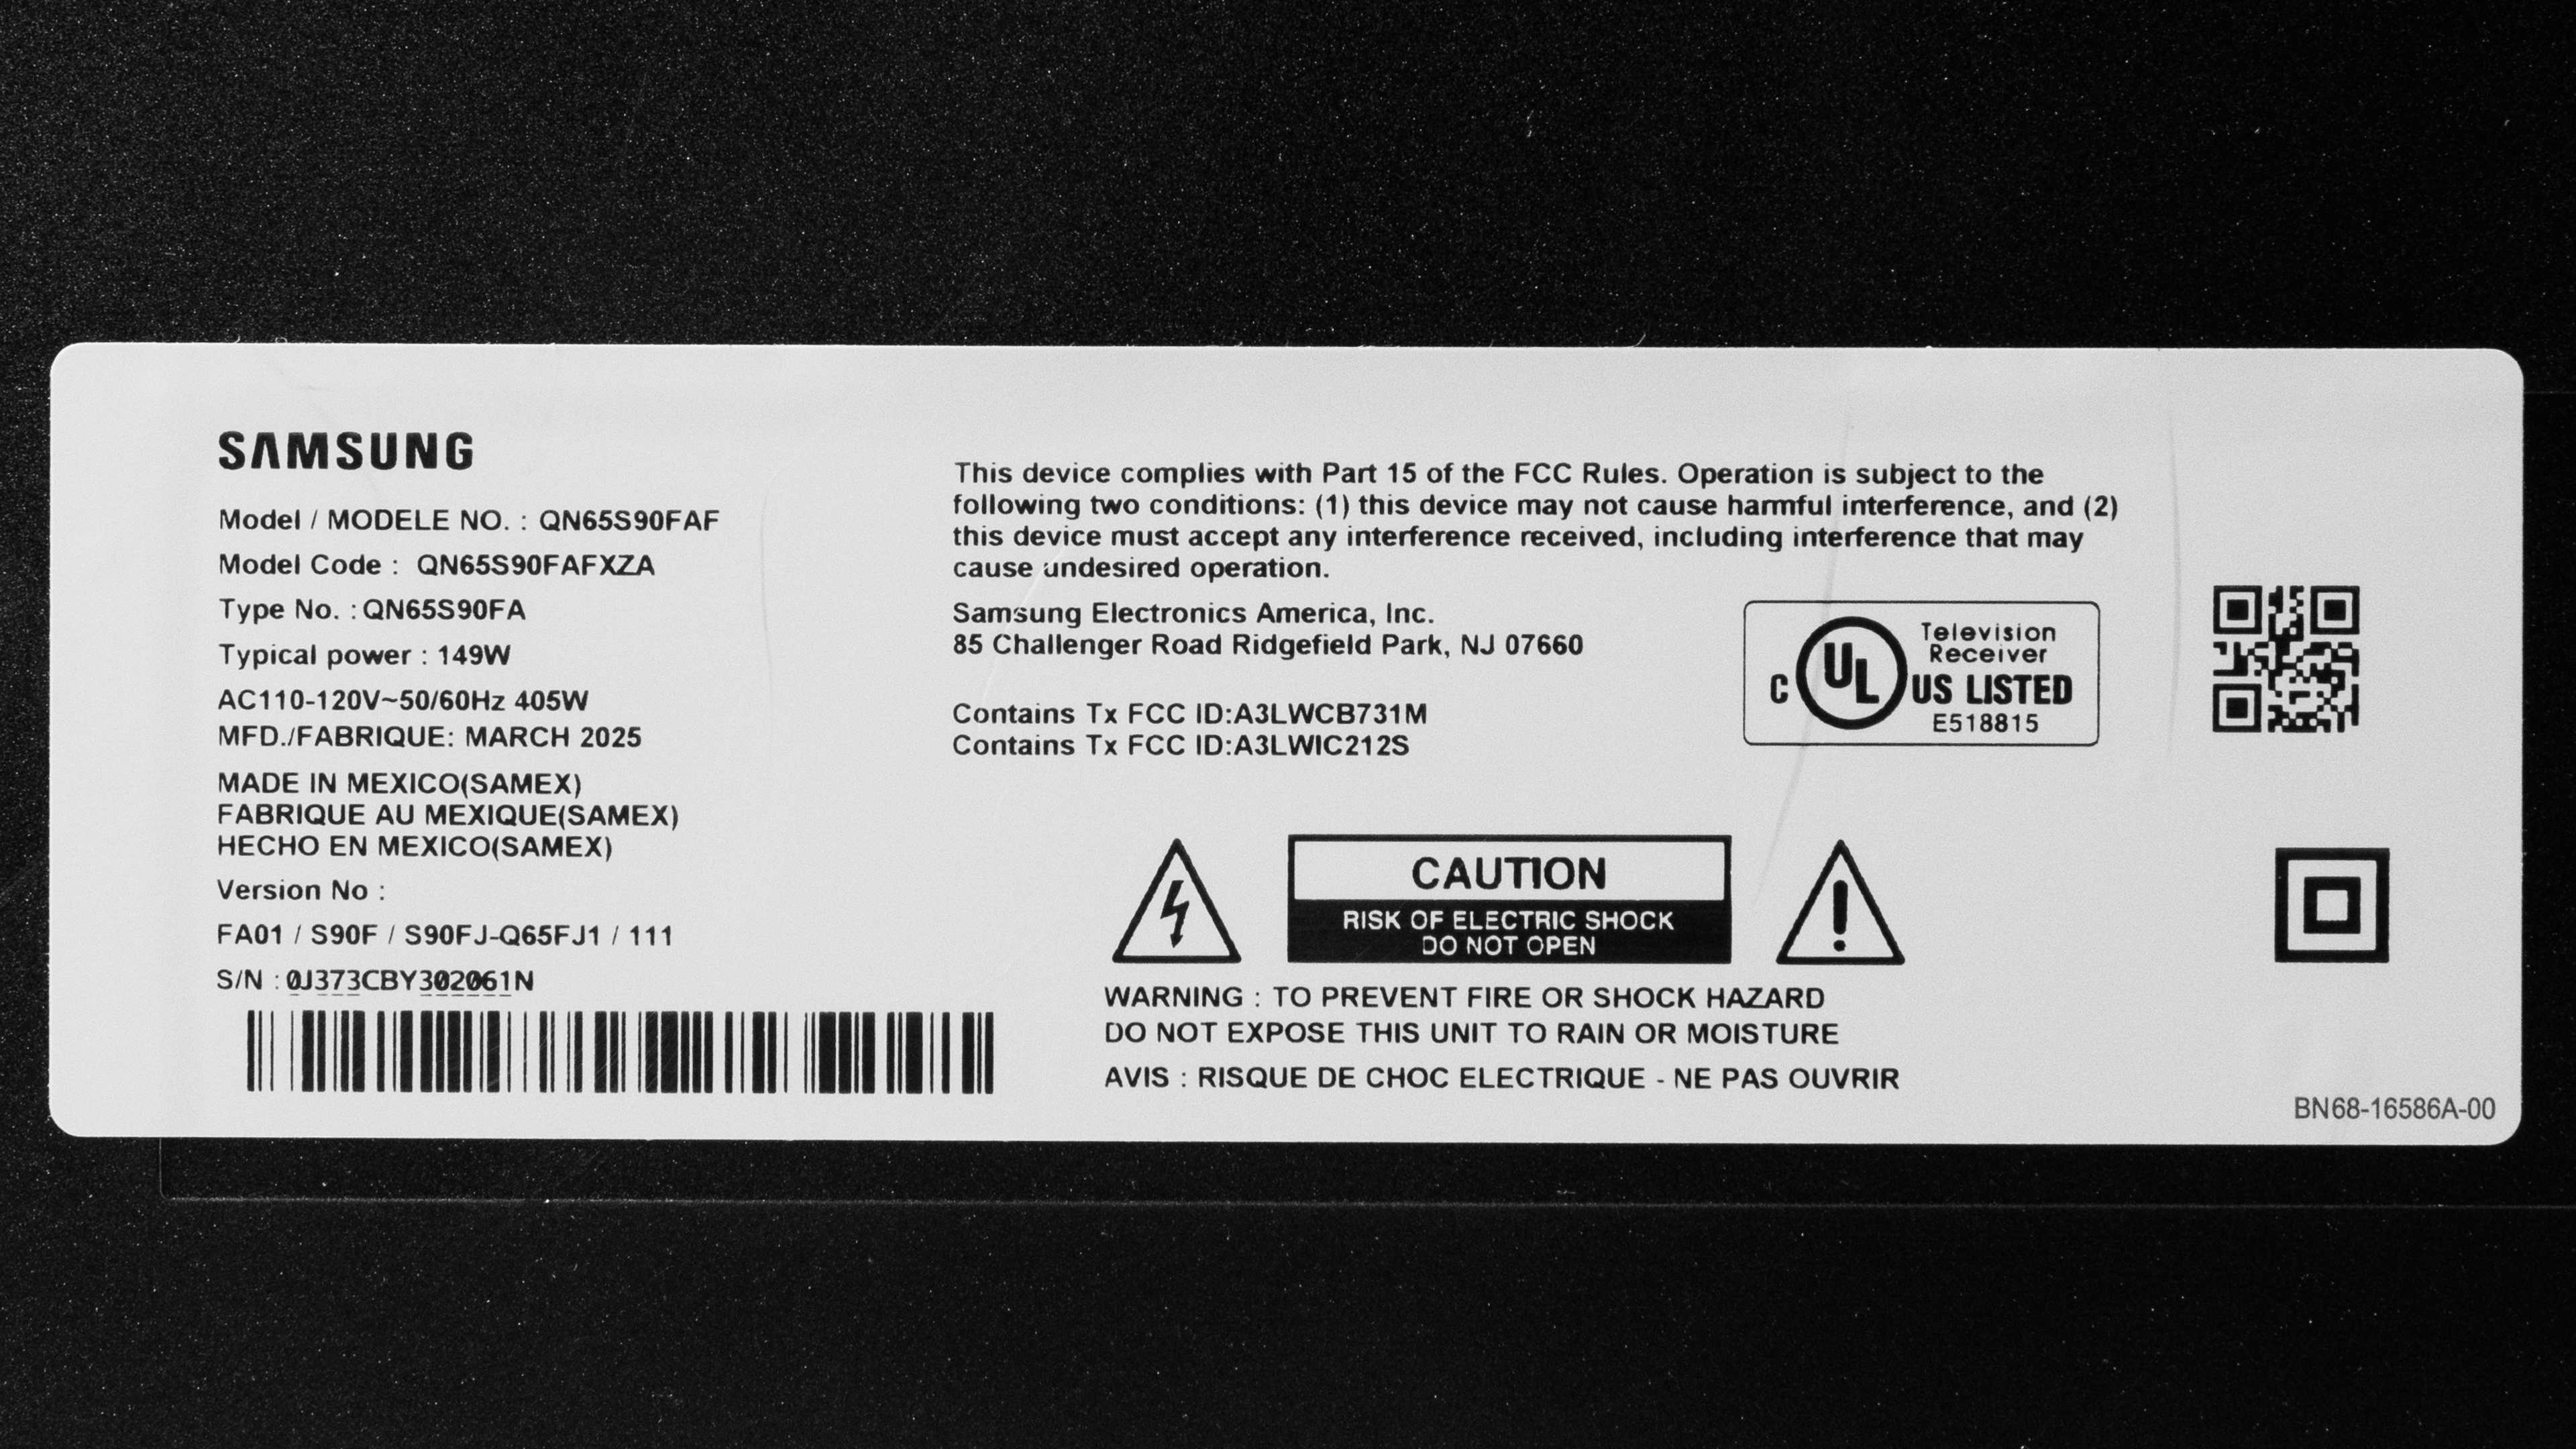 SAMSUNG
Model / MODELE NO. : QN65S90FAF
Model Code : QN65S90FAFXZA
Type No. : QN65S90FA
Typical power : 149W
AC110-120V~50/60Hz 405W
MFD./FABRIQUE: MARCH 2025
MADE IN MEXICO(SAMEX)
FABRIQUE AU MEXIQUE(SAMEX)
HECHO EN MEXICO(SAMEX)
Version No :
FA01 / S90F / S90FJ-Q65FJ1 / 111
S/N : 0J373CBY302061N
This device complies with Part 15 of the FCC Rules. Operation is subject to the
following two conditions: (1) this device may not cause harmful interference, and (2)
this device must accept any interference received, including interference that may
cause undesired operation.
Samsung Electronics America, Inc.
85 Challenger Road Ridgefield Park, NJ 07660
Contains Tx FCC ID:A3LWCB731M
Contains Tx FCC ID:A3LWIC212S
C UL US LISTED
Television
Receiver
E518815
CAUTION
RISK OF ELECTRIC SHOCK
DO NOT OPEN
WARNING : TO PREVENT FIRE OR SHOCK HAZARD
DO NOT EXPOSE THIS UNIT TO RAIN OR MOISTURE
AVIS : RISQUE DE CHOC ELECTRIQUE - NE PAS OUVRIR
BN68-16586A-00